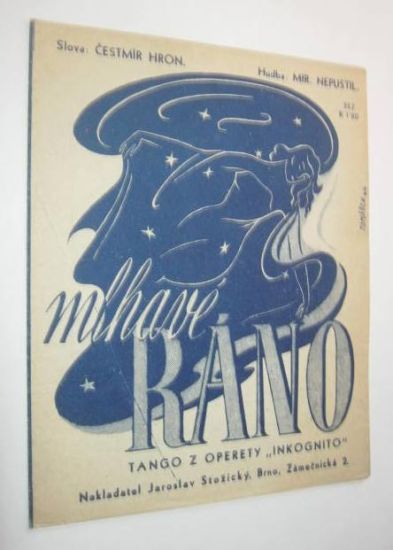 Slova: ČESTMÍR HRON.
Hudba: MIR. NEPUSTIL.
mlhavé
RÁNO
TANGO Z OPERETY „INKOGNITO"
Nakladatel Jaroslav Stožický, Brno, Zámečnická 2.